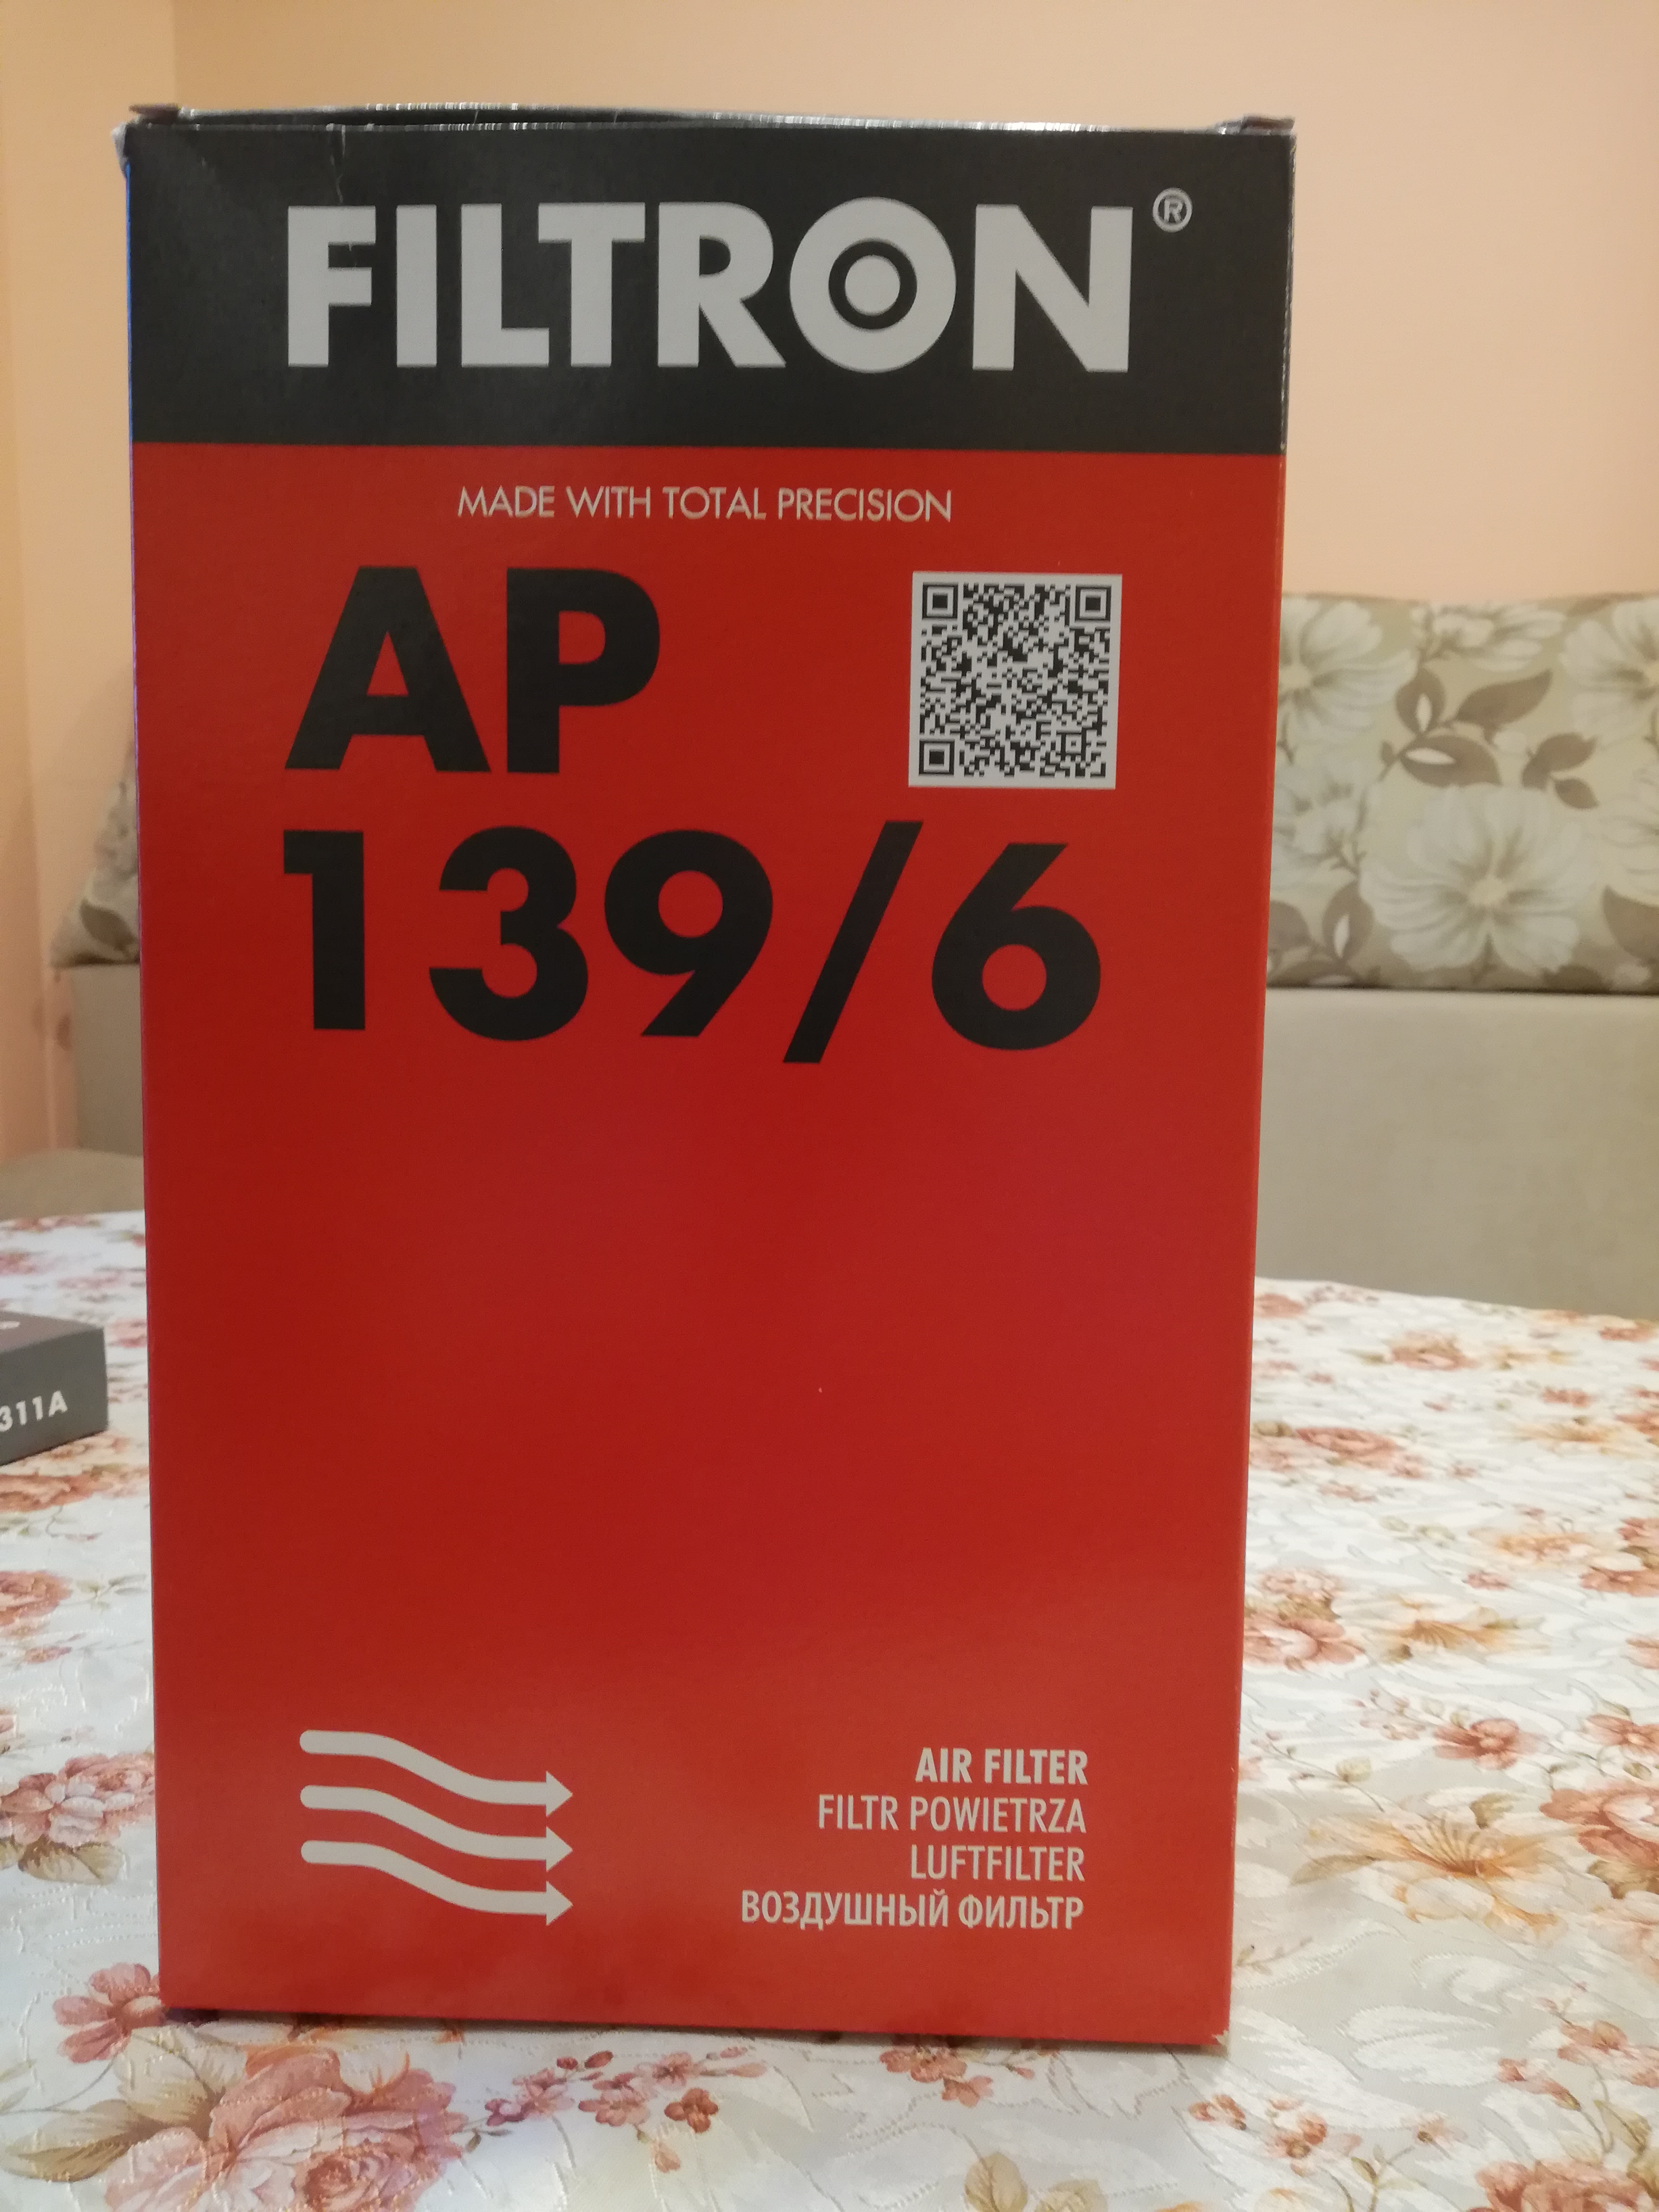 FILTRON®
MADE WITH TOTAL PRECISION
AP
139/6
311A
AIR FILTER
FILTR POWIETRZA
LUFTFILTER
ВОЗДУШНЫЙ ФИЛЬТР